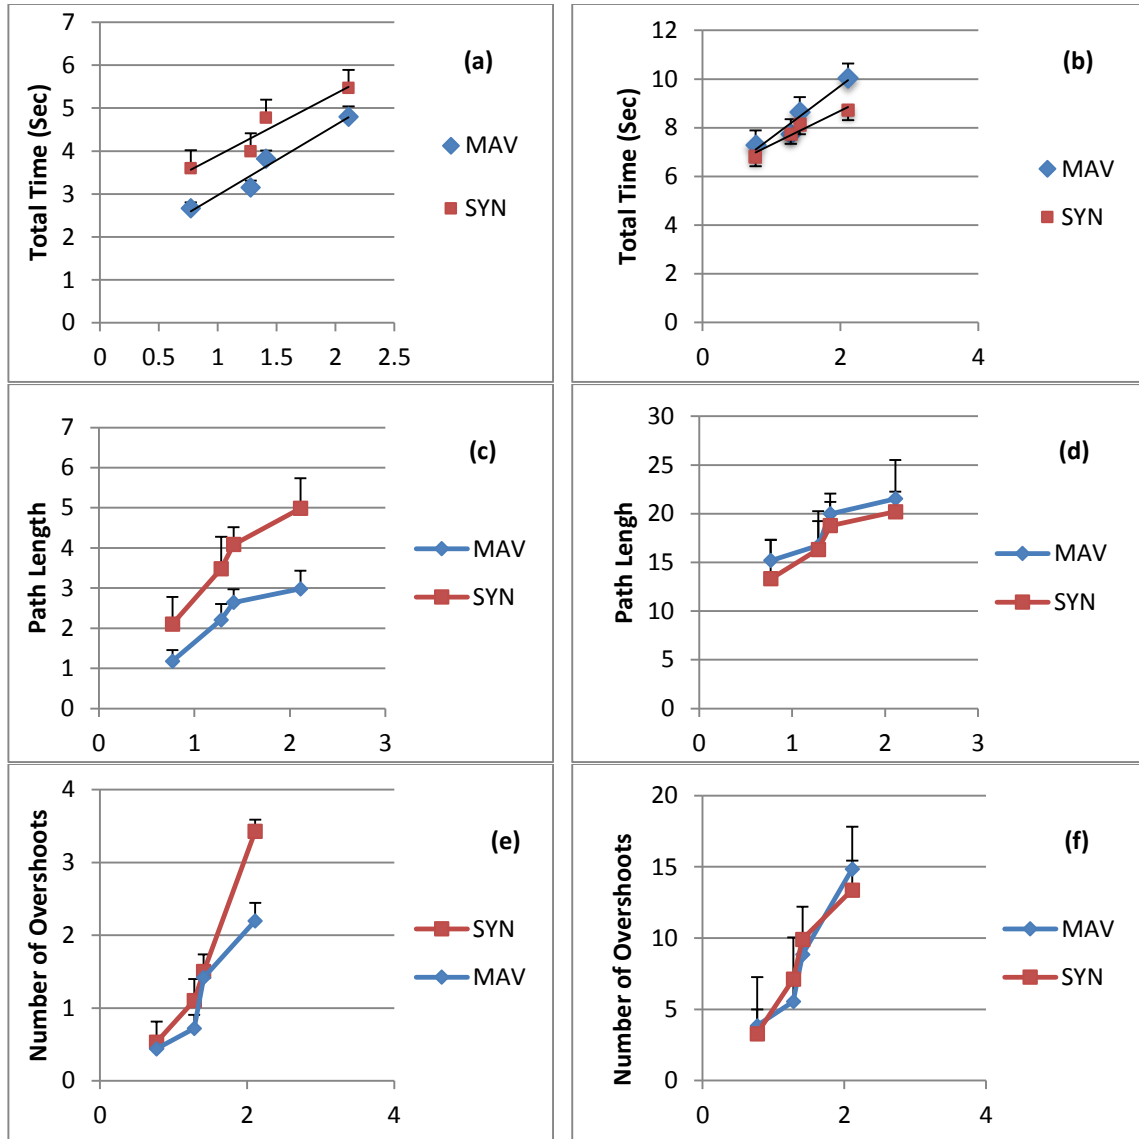 7
6
5
4
3
2
1
0
Total Time (Sec)
(a)
MAV
SYN
0 0.5 1 1.5 2 2.5
12
10
8
6
4
2
0
Total Time (Sec)
(b)
MAV
SYN
0 2 4
7
6
5
4
3
2
1
0
Path Length
(c)
MAV
SYN
0 1 2 3
30
25
20
15
10
5
0
Path Lengh
(d)
MAV
SYN
0 1 2 3
4
3
2
1
0
Number of Overshoots
(e)
SYN
MAV
0 2 4
20
15
10
5
0
Number of Overshoots
(f)
MAV
SYN
0 2 4